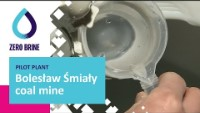 ZERO BRINE
PILOT PLANT
Bolesław Śmiały
coal mine